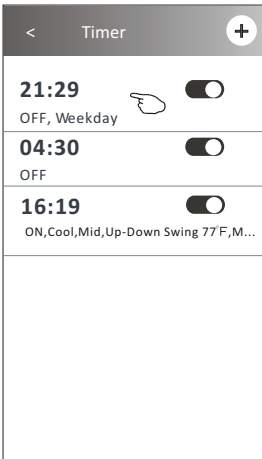 < Timer +
21:29
OFF, Weekday
04:30
OFF
16:19
ON,Cool,Mid,Up-Down Swing 77℉,M...